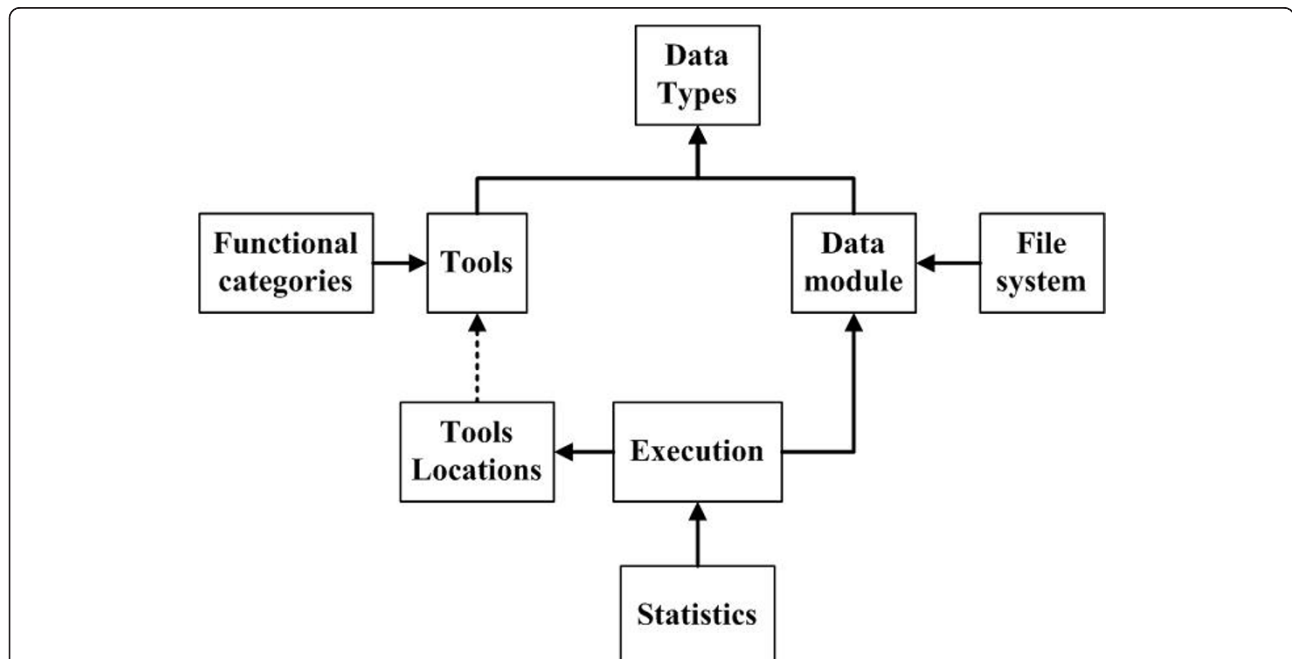 Data
Types
Functional
categories
Tools
Data
module
File
system
Tools
Locations
Execution
Statistics